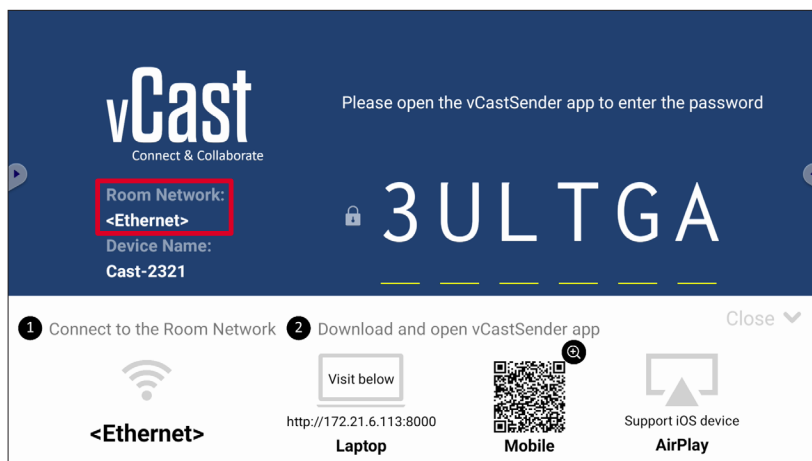 vCast
Connect & Collaborate
Please open the vCastSender app to enter the password
Room Network:
<Ethernet>
Device Name:
Cast-2321
3ULTGA
Close
1 Connect to the Room Network
2 Download and open vCastSender app
<Ethernet>
Visit below
http://172.21.6.113:8000
Laptop
Mobile
Support iOS device
AirPlay